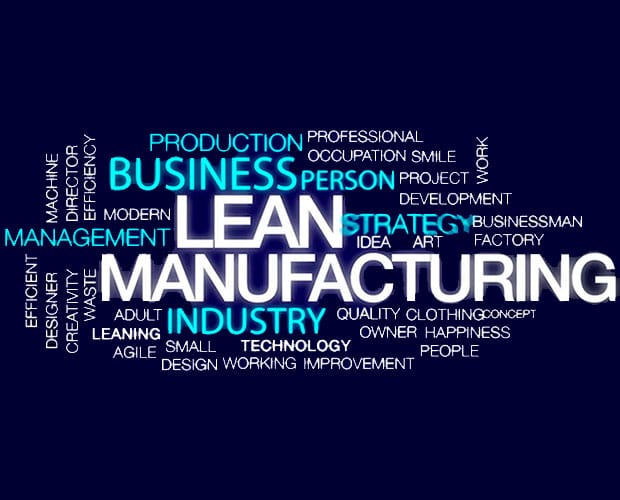 MACHINE
DIRECTOR
EFFICIENCY
PRODUCTION
PROFESSIONAL
OCCUPATION SMILE
WORK
BUSINESS
PERSON
PROJECT
DEVELOPMENT
MODERN
LEAN
STRATEGY
BUSINESSMAN
MANAGEMENT
IDEA
ART
FACTORY
MANUFACTURING
EFFICIENT
DESIGNER
CREATIVITY
WASTE
ADULT
INDUSTRY
QUALITY
CLOTHING
CONCEPT
LEANING
OWNER
HAPPINESS
AGILE
SMALL
TECHNOLOGY
PEOPLE
DESIGN
WORKING
IMPROVEMENT